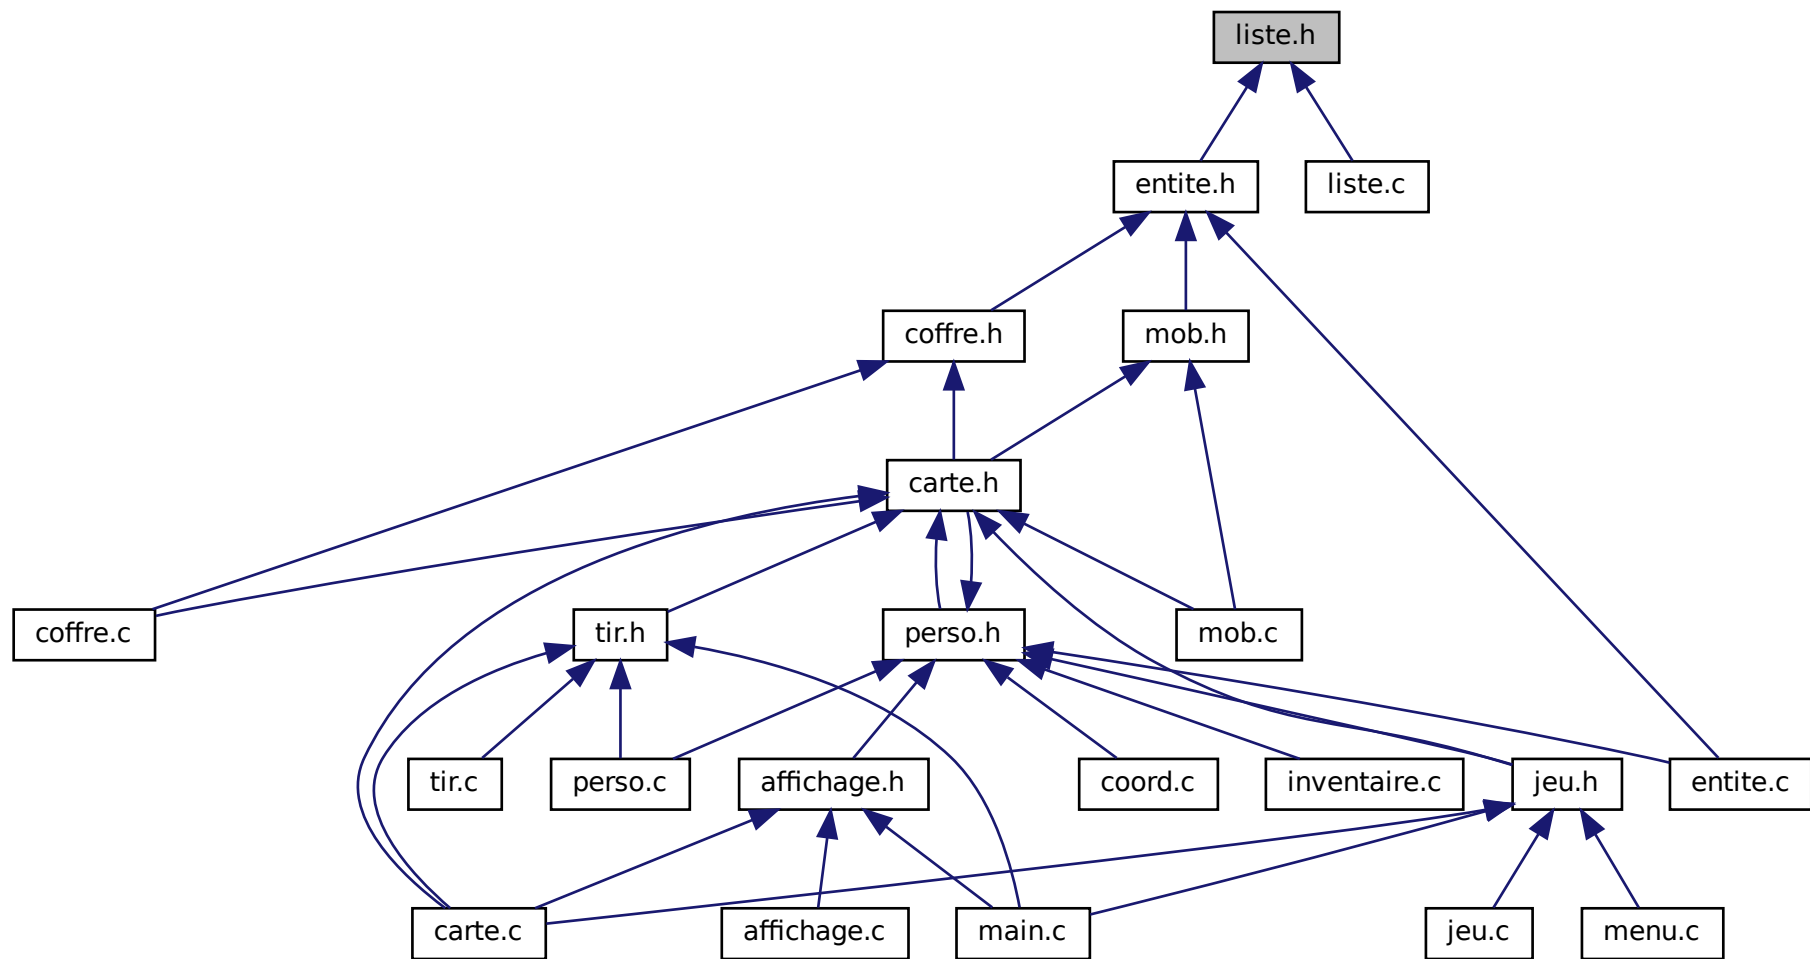 liste.h
entite.h
liste.c
coffre.h
mob.h
carte.h
coffre.c
tir.h
perso.h
mob.c
tir.c
perso.c
affichage.h
coord.c
inventaire.c
jeu.h
entite.c
carte.c
affichage.c
main.c
jeu.c
menu.c